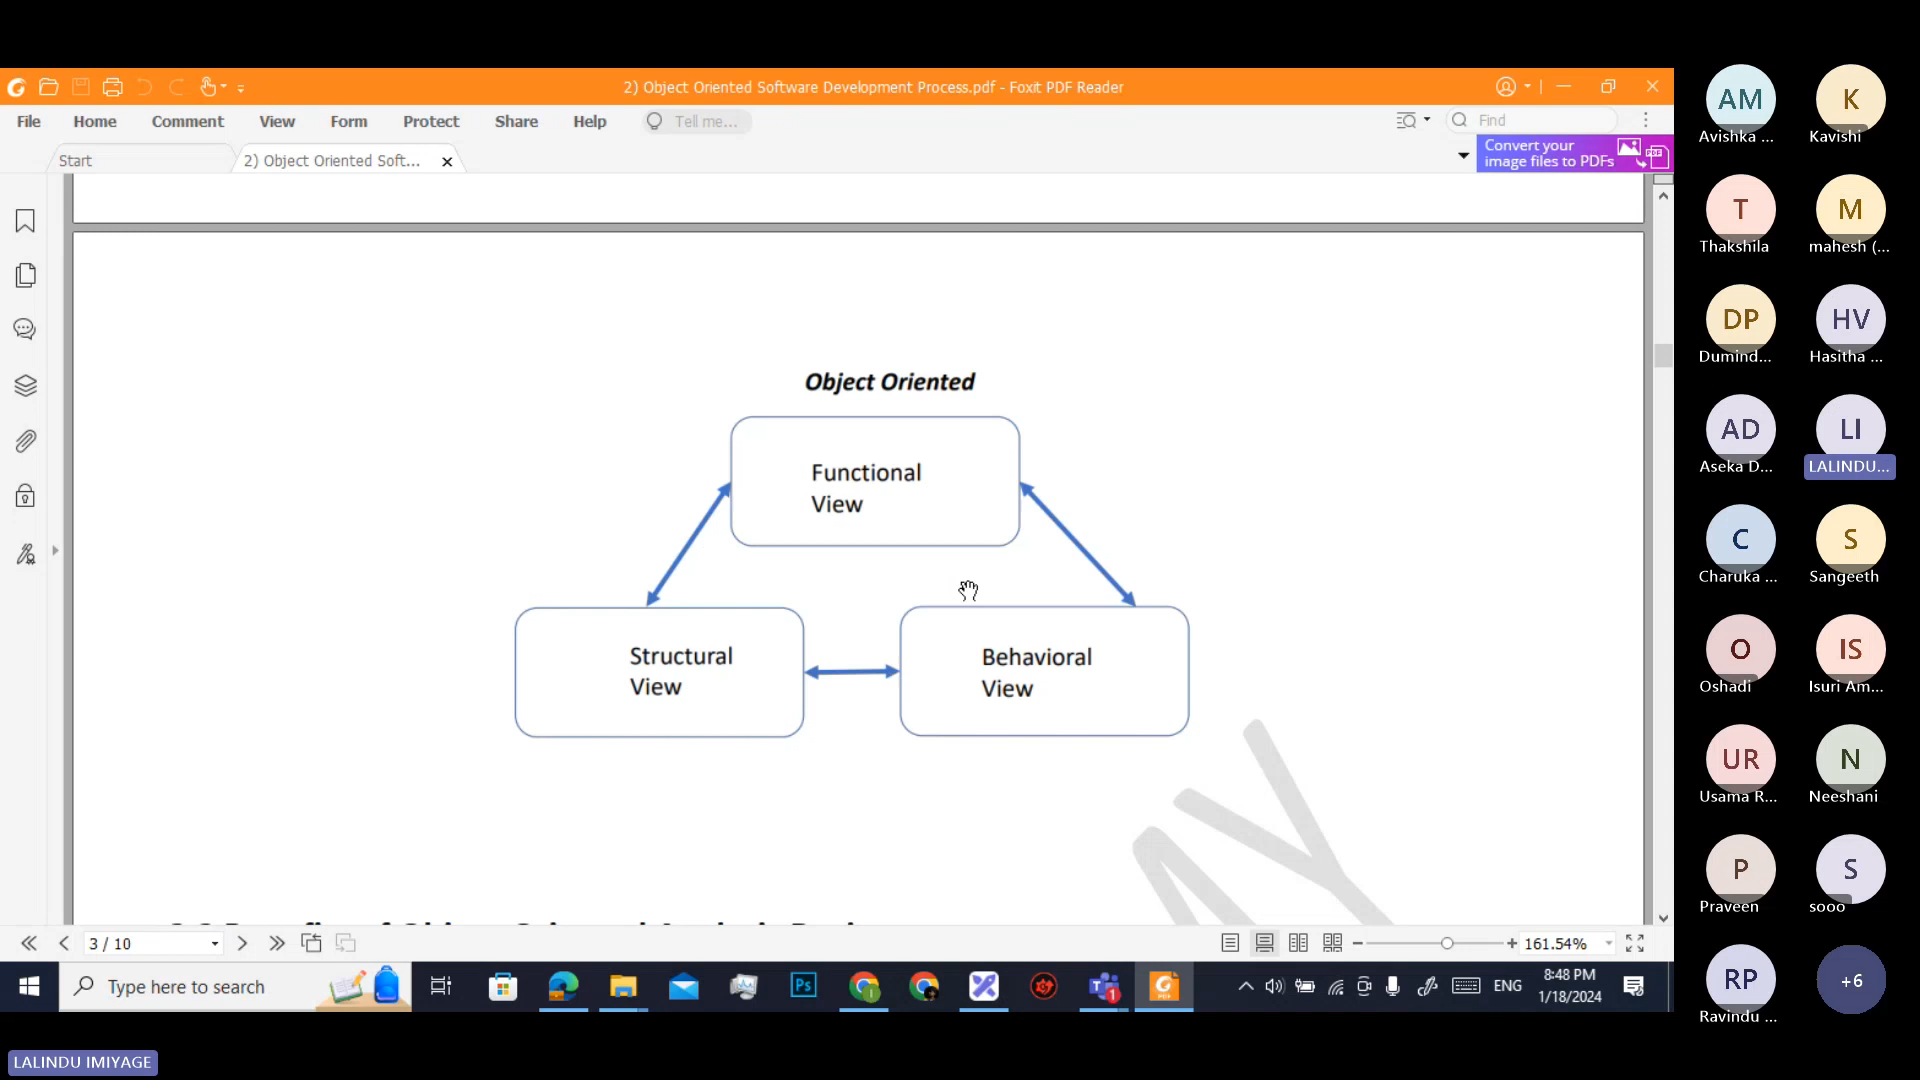 2) Object Oriented Software Development Process.pdf - Foxit PDF Reader
File Home Comment View Form Protect Share Help Tell me... Find
Start 2) Object Oriented Soft...
Convert your
image files to PDFs
PDF
Object Oriented
Functional
View
Structural
View
Behavioral
View
3 / 10
161.54%
Type here to search
Ps
1
ENG
8:48 PM
1/18/2024
LALINDU IMIYAGE
AM
Avishka ...
K
Kavishi
T
Thakshila
M
mahesh (...
DP
Dumind...
HV
Hasitha ...
AD
Aseka D...
LI
LALINDU...
C
Charuka ...
S
Sangeeth
O
Oshadi
IS
Isuri Am...
UR
Usama R...
N
Neeshani
P
Praveen
S
sooo
RP
Ravindu ...
+6